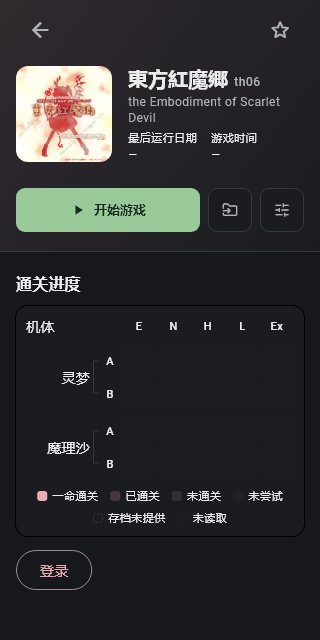 東方紅魔郷 th06
the Embodiment of Scarlet
Devil
最后运行日期 游戏时间
– –
开始游戏
通关进度
机体 E N H L Ex
A
灵梦
B
A
魔理沙
B
一命通关 已通关 未通关 未尝试
存档未提供 未读取
登录